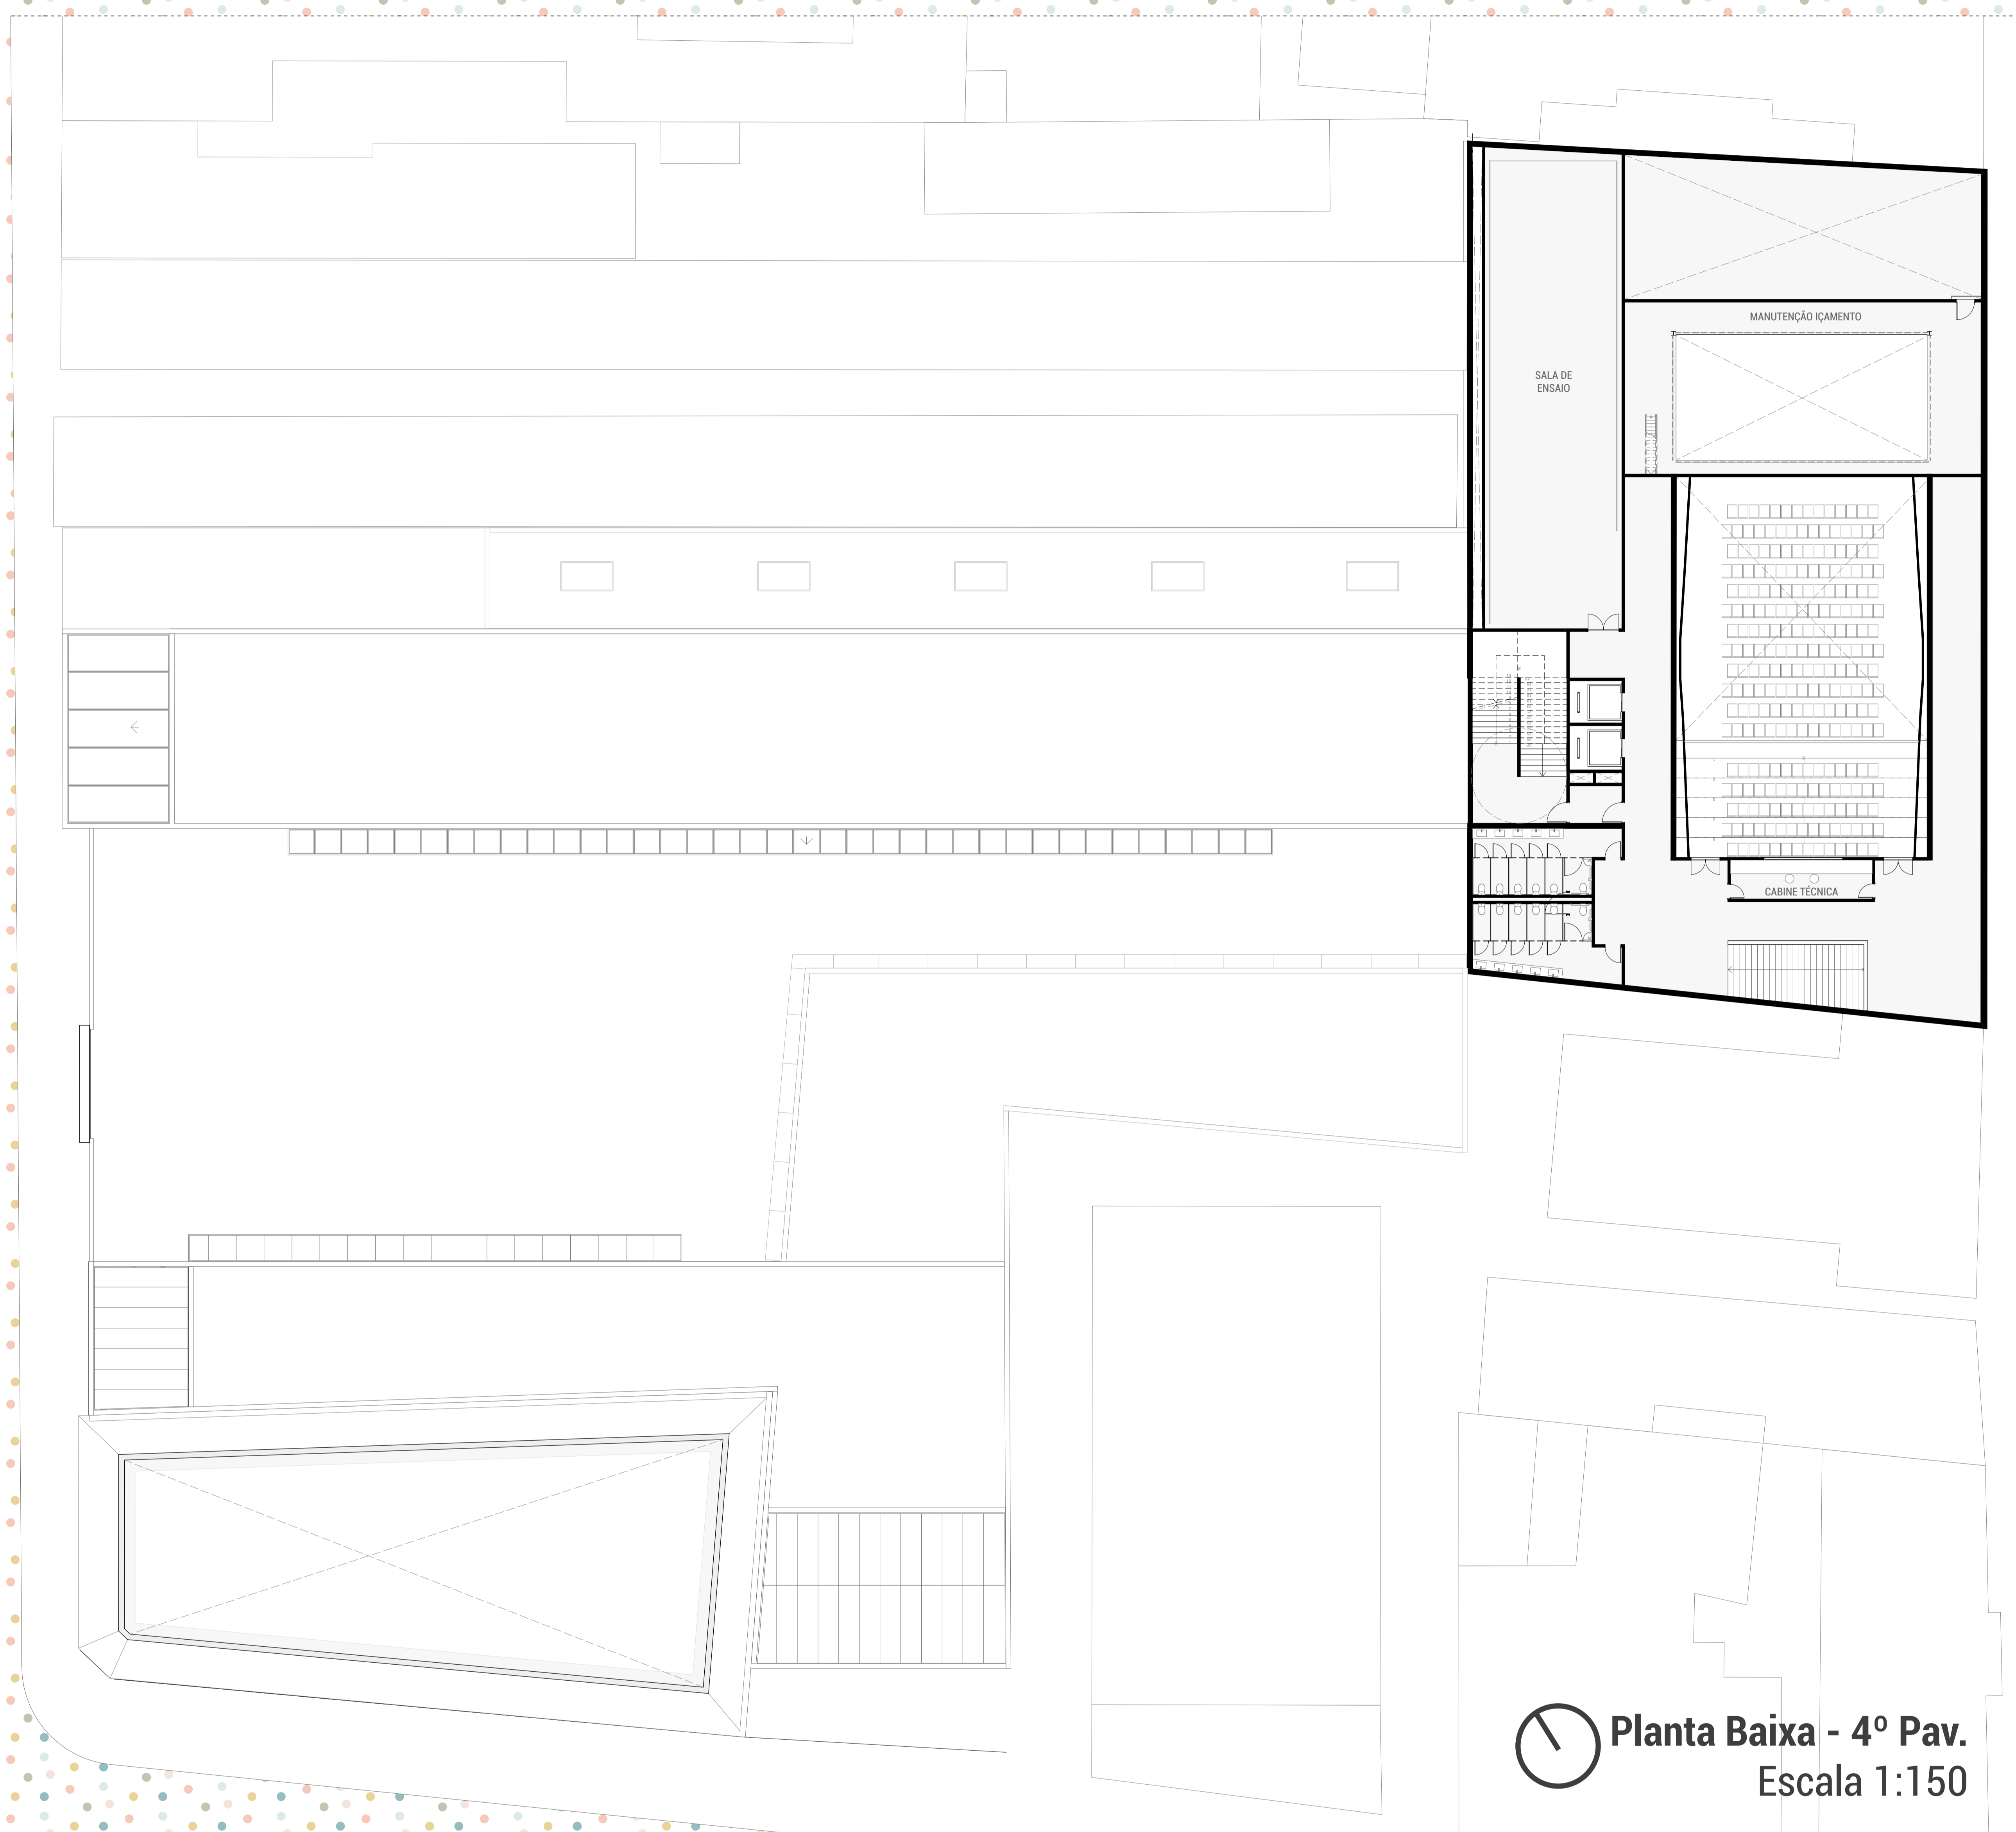 MANUTENÇÃO IÇAMENTO
SALA DE
ENSAIO
CABINE TÉCNICA
Planta Baixa - 4º Pav.
Escala 1:150